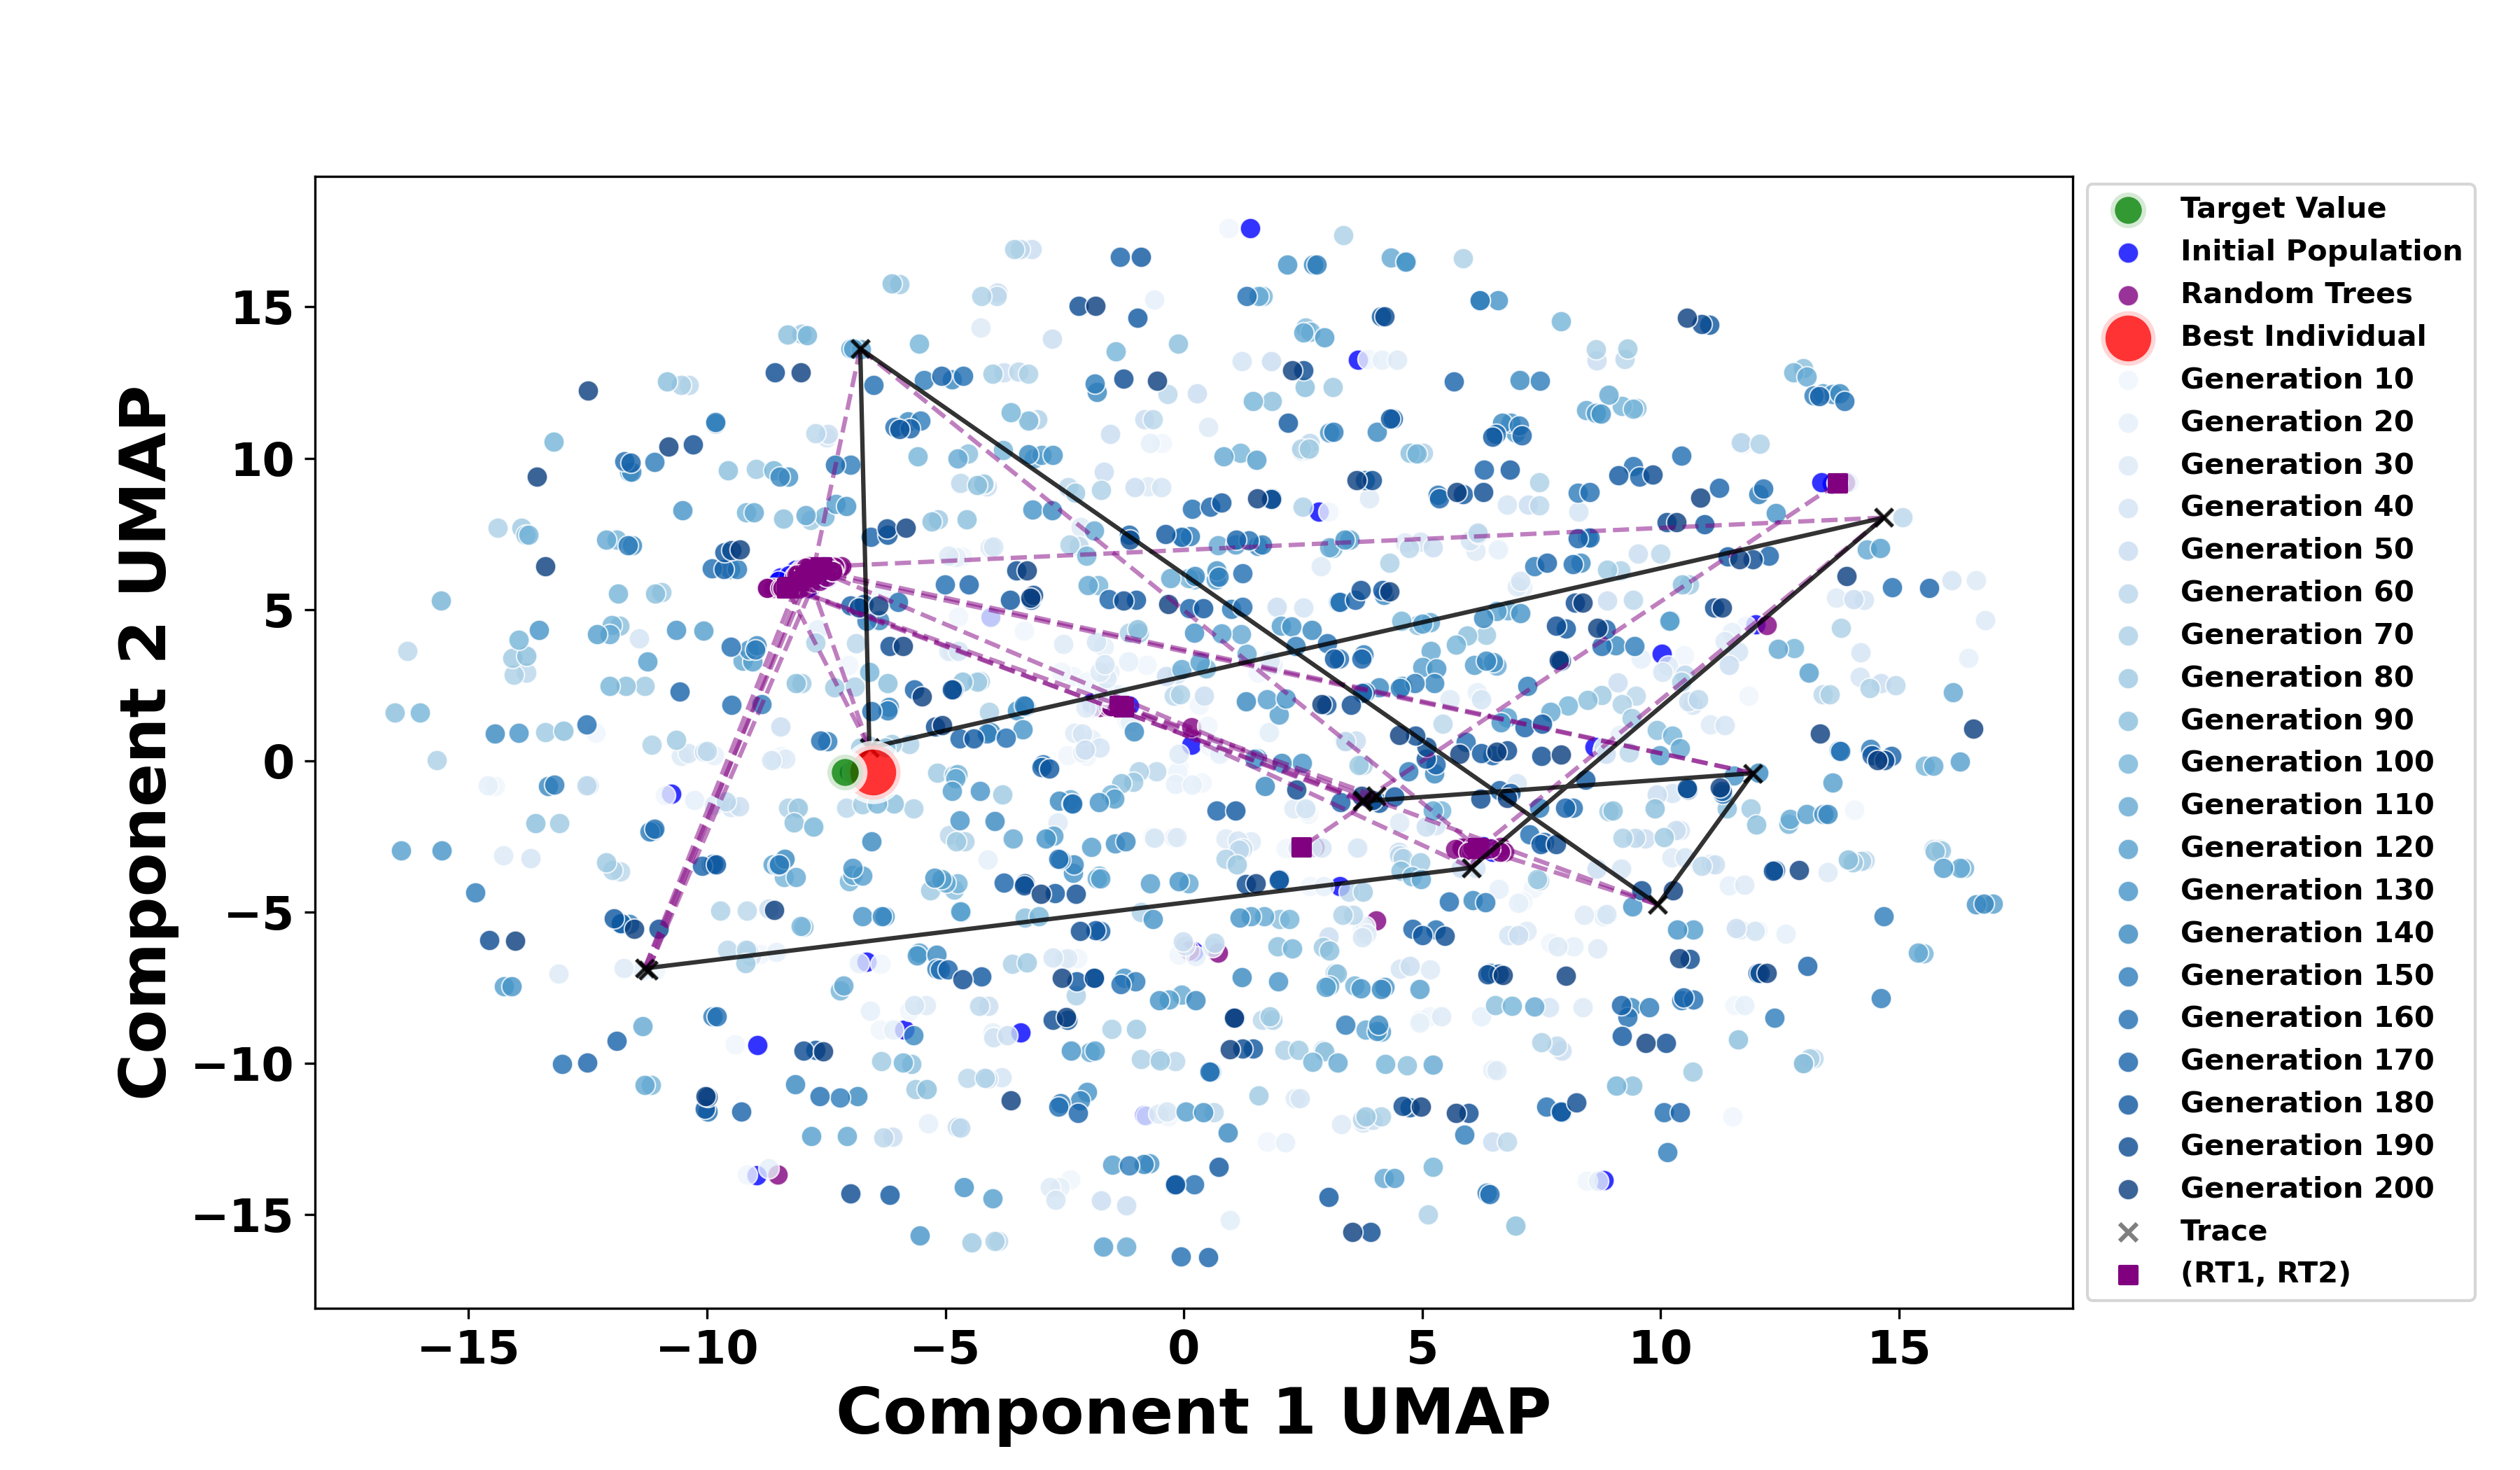 Component 2 UMAP
15
10
5
0
−5
−10
−15
−15
−10
−5
0
5
10
15
Component 1 UMAP
Target Value
Initial Population
Random Trees
Best Individual
Generation 10
Generation 20
Generation 30
Generation 40
Generation 50
Generation 60
Generation 70
Generation 80
Generation 90
Generation 100
Generation 110
Generation 120
Generation 130
Generation 140
Generation 150
Generation 160
Generation 170
Generation 180
Generation 190
Generation 200
Trace
(RT1, RT2)